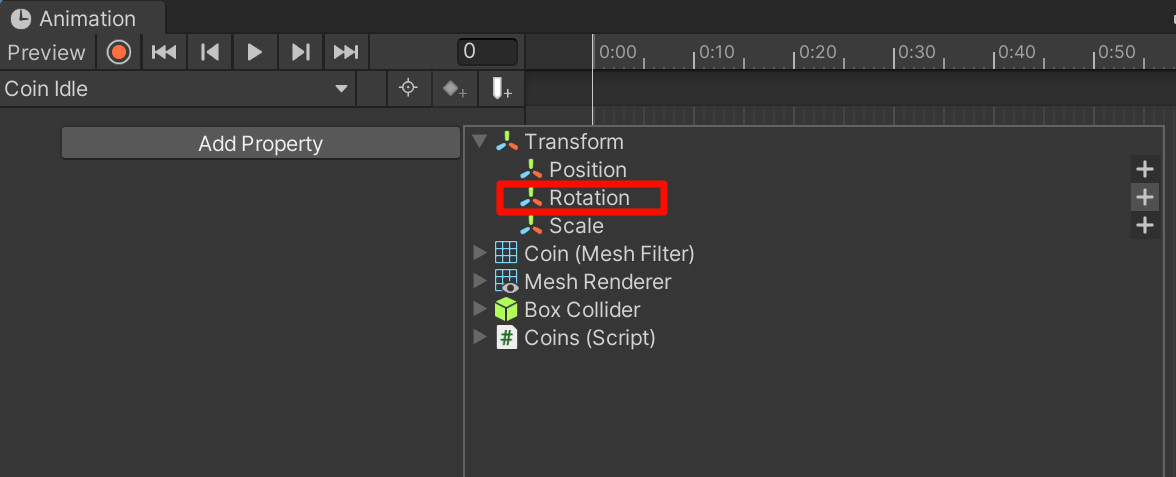 Animation
Preview 0 0:00 0:10 0:20 0:30 0:40 0:50
Coin Idle
Add Property
Transform
Position
Rotation
Scale
Coin (Mesh Filter)
Mesh Renderer
Box Collider
# Coins (Script)